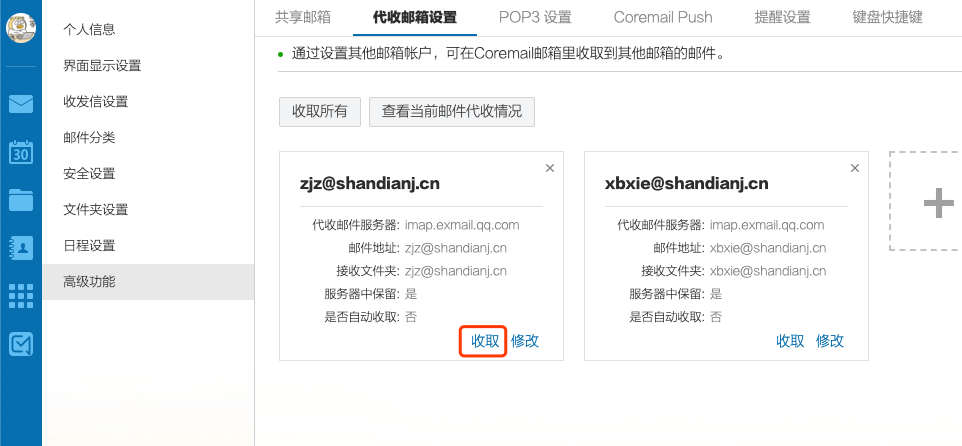 共享邮箱 代收邮箱设置 POP3 设置 Coremail Push 提醒设置 键盘快捷键
个人信息
界面显示设置
收发信设置
邮件分类
安全设置
文件夹设置
日程设置
高级功能
30
通过设置其他邮箱帐户，可在Coremail邮箱里收取到其他邮箱的邮件。
收取所有 查看当前邮件代收情况
zjz@shandianj.cn
代收邮件服务器: imap.exmail.qq.com
邮件地址: zjz@shandianj.cn
接收文件夹: zjz@shandianj.cn
服务器中保留: 是
是否自动收取: 否
收取 修改
xbxie@shandianj.cn
代收邮件服务器: imap.exmail.qq.com
邮件地址: xbxie@shandianj.cn
接收文件夹: xbxie@shandianj.cn
服务器中保留: 是
是否自动收取: 否
收取 修改